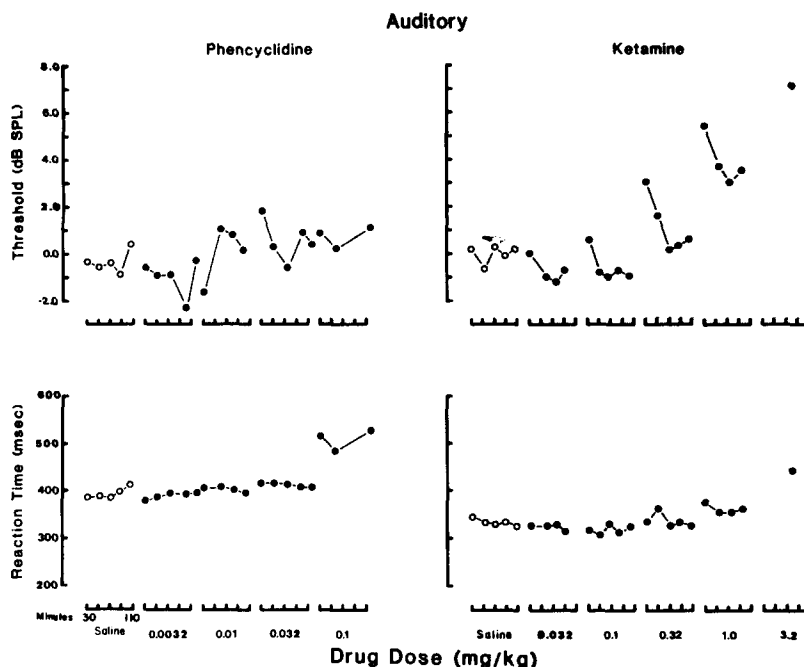 Auditory
Phencyclidine
Ketamine
Threshold (dB SPL)
8.0
6.0
4.0
2.0
0.0
-2.0
Reaction Time (msec)
600
500
400
300
200
Minutes 30 110
Saline 0.0032 0.01 0.032 0.1
Saline 0.032 0.1 0.32 1.0 3.2
Drug Dose (mg/kg)